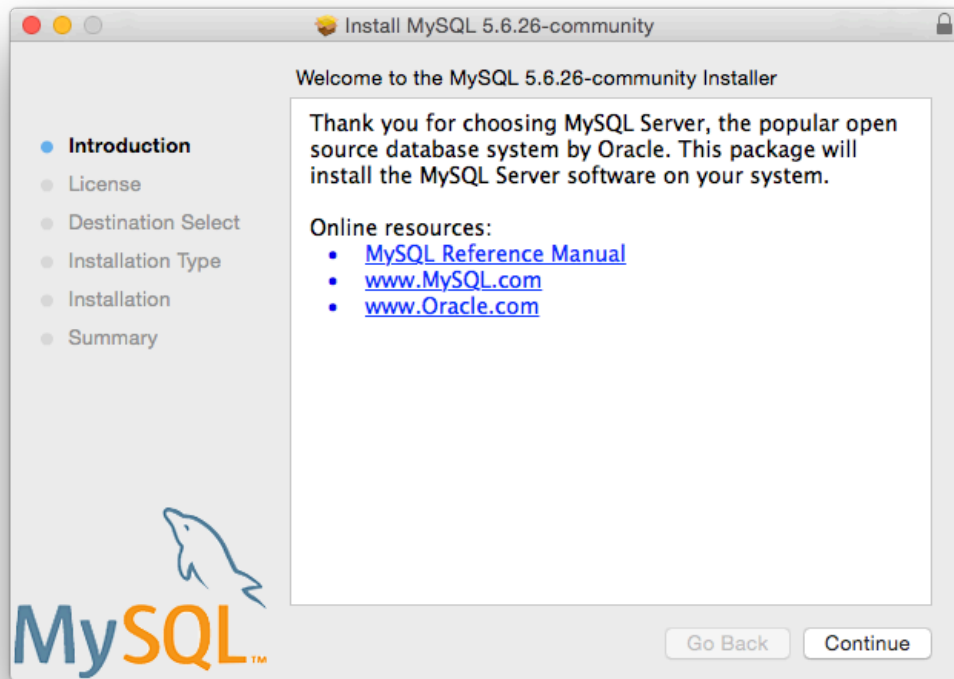 Install MySQL 5.6.26-community
Welcome to the MySQL 5.6.26-community Installer
Introduction
License
Destination Select
Installation Type
Installation
Summary
Thank you for choosing MySQL Server, the popular open
source database system by Oracle. This package will
install the MySQL Server software on your system.
Online resources:
• MySQL Reference Manual
• www.MySQL.com
• www.Oracle.com
MySQL™
Go Back
Continue